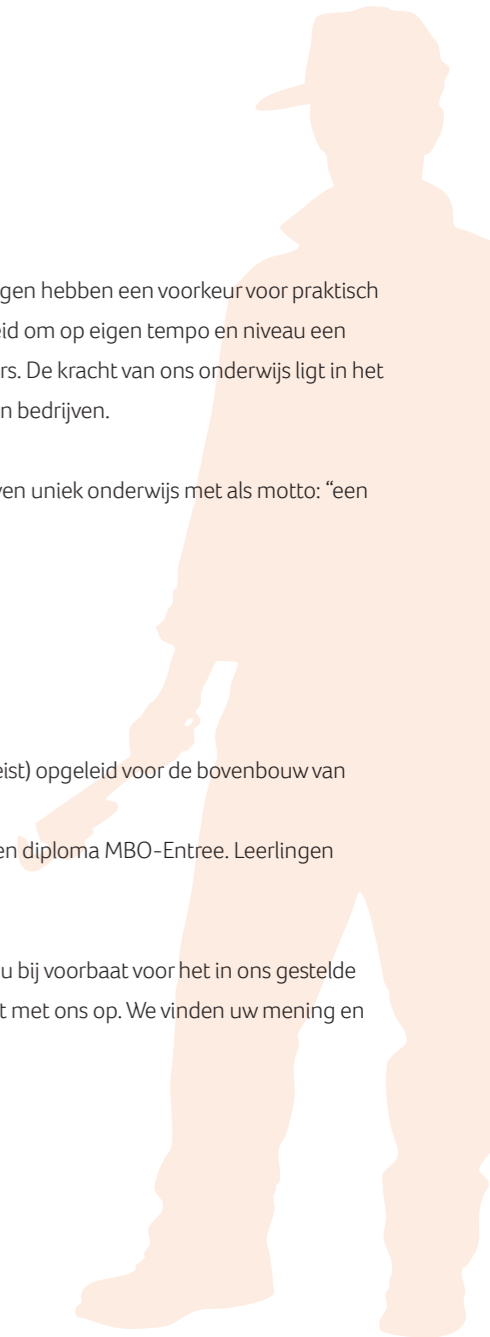 gen hebben een voorkeur voor praktisch
eid om op eigen tempo en niveau een
rs. De kracht van ons onderwijs ligt in het
n bedrijven.
ven uniek onderwijs met als motto: “een
eist) opgeleid voor de bovenbouw van
en diploma MBO-Entree. Leerlingen
u bij voorbaat voor het in ons gestelde
t met ons op. We vinden uw mening en